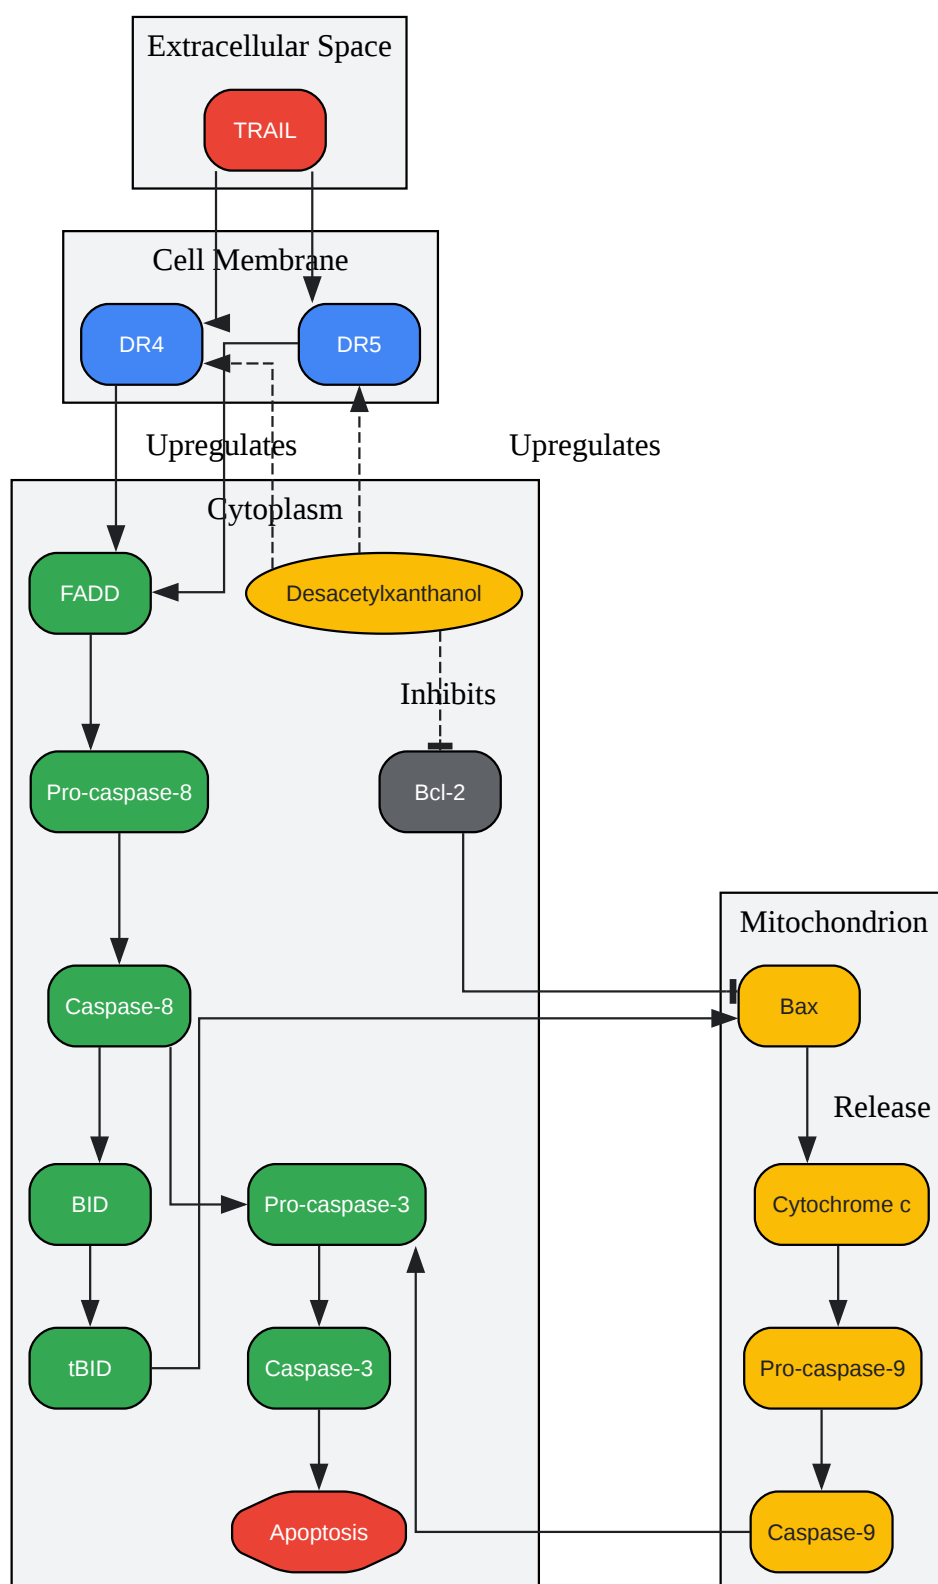 Extracellular Space
TRAIL
Cell Membrane
DR4
DR5
Upregulates
Upregulates
Cytoplasm
FADD
Desacetylxanthanol
Inhibits
Pro-caspase-8
Bcl-2
Mitochondrion
Caspase-8
Bax
Release
BID
Pro-caspase-3
Cytochrome c
tBID
Caspase-3
Pro-caspase-9
Apoptosis
Caspase-9